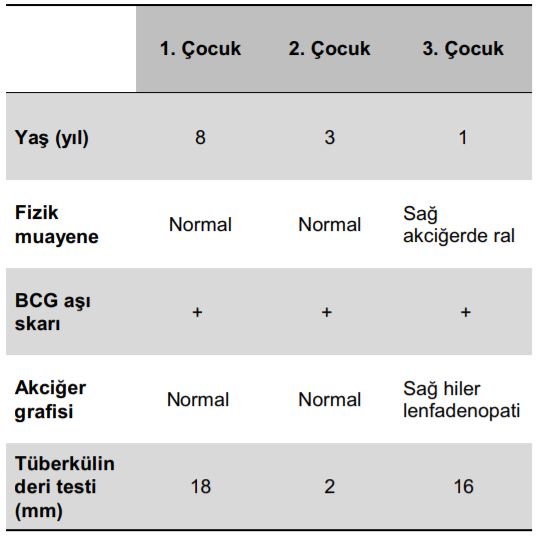 1. Çocuk 2. Çocuk 3. Çocuk
Yaş (yıl) 8 3 1
Fizik
muayene Normal Normal Sağ
akciğerde ral
BCG aşı
skarı + + +
Akciğer
grafisi Normal Normal Sağ hiler
lenfadenopati
Tüberkülin
deri testi
(mm) 18 2 16